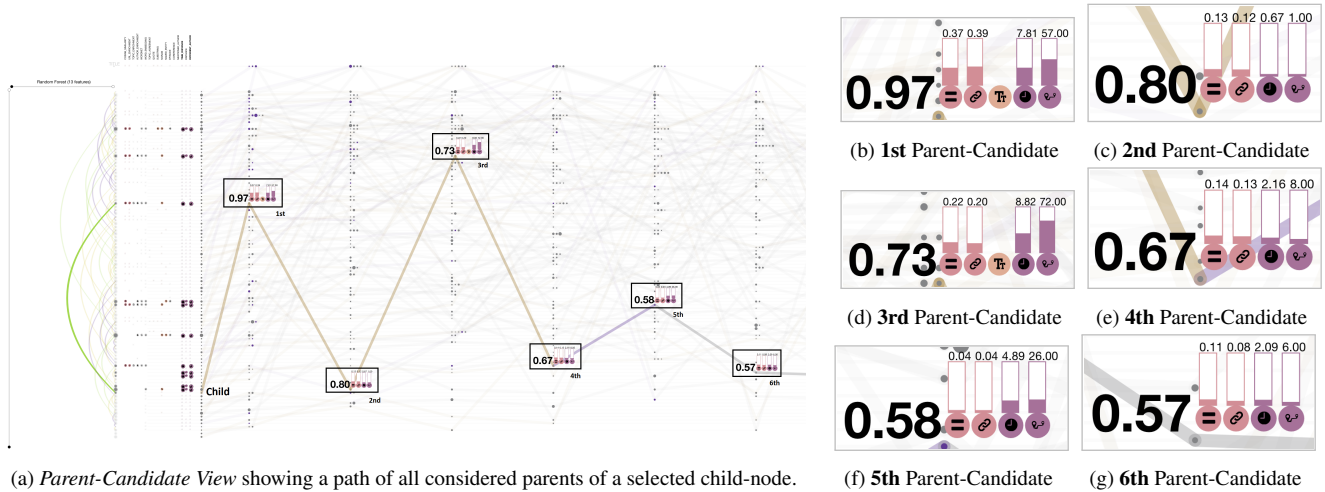 Random Forest (13 features)
0.97
1st
0.80
2nd
0.73
3rd
0.67
4th
0.58
5th
0.57
6th
Child
(a) Parent-Candidate View showing a path of all considered parents of a selected child-node.
0.37 0.39 7.81 57.00
0.97
= TT
(b) 1st Parent-Candidate
0.13 0.12 0.67 1.00
0.80
=
(c) 2nd Parent-Candidate
0.22 0.20 8.82 72.00
0.73
= TT
(d) 3rd Parent-Candidate
0.14 0.13 2.16 8.00
0.67
=
(e) 4th Parent-Candidate
0.04 0.04 4.89 26.00
0.58
=
(f) 5th Parent-Candidate
0.11 0.08 2.09 6.00
0.57
=
(g) 6th Parent-Candidate